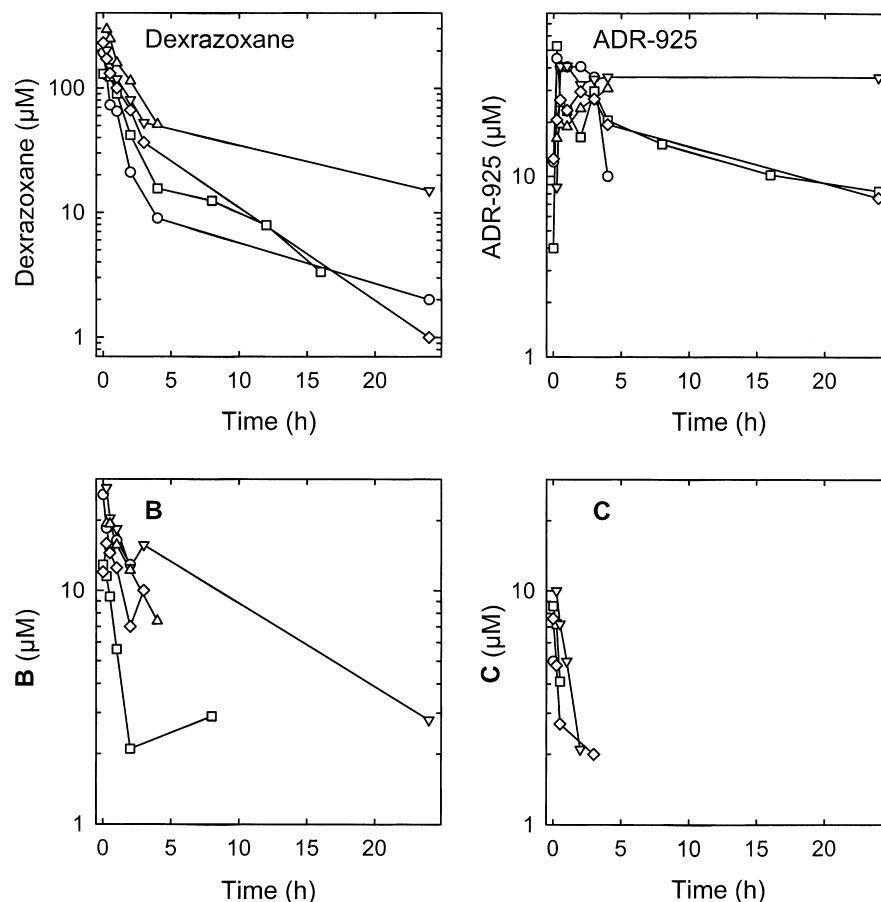 Dexrazoxane
100
10
1
Dexrazoxane (µM)
0 5 10 15 20
Time (h)
ADR-925
10
1
ADR-925 (µM)
0 5 10 15 20
Time (h)
B
10
1
B (µM)
0 5 10 15 20
Time (h)
C
10
1
C (µM)
0 5 10 15 20
Time (h)